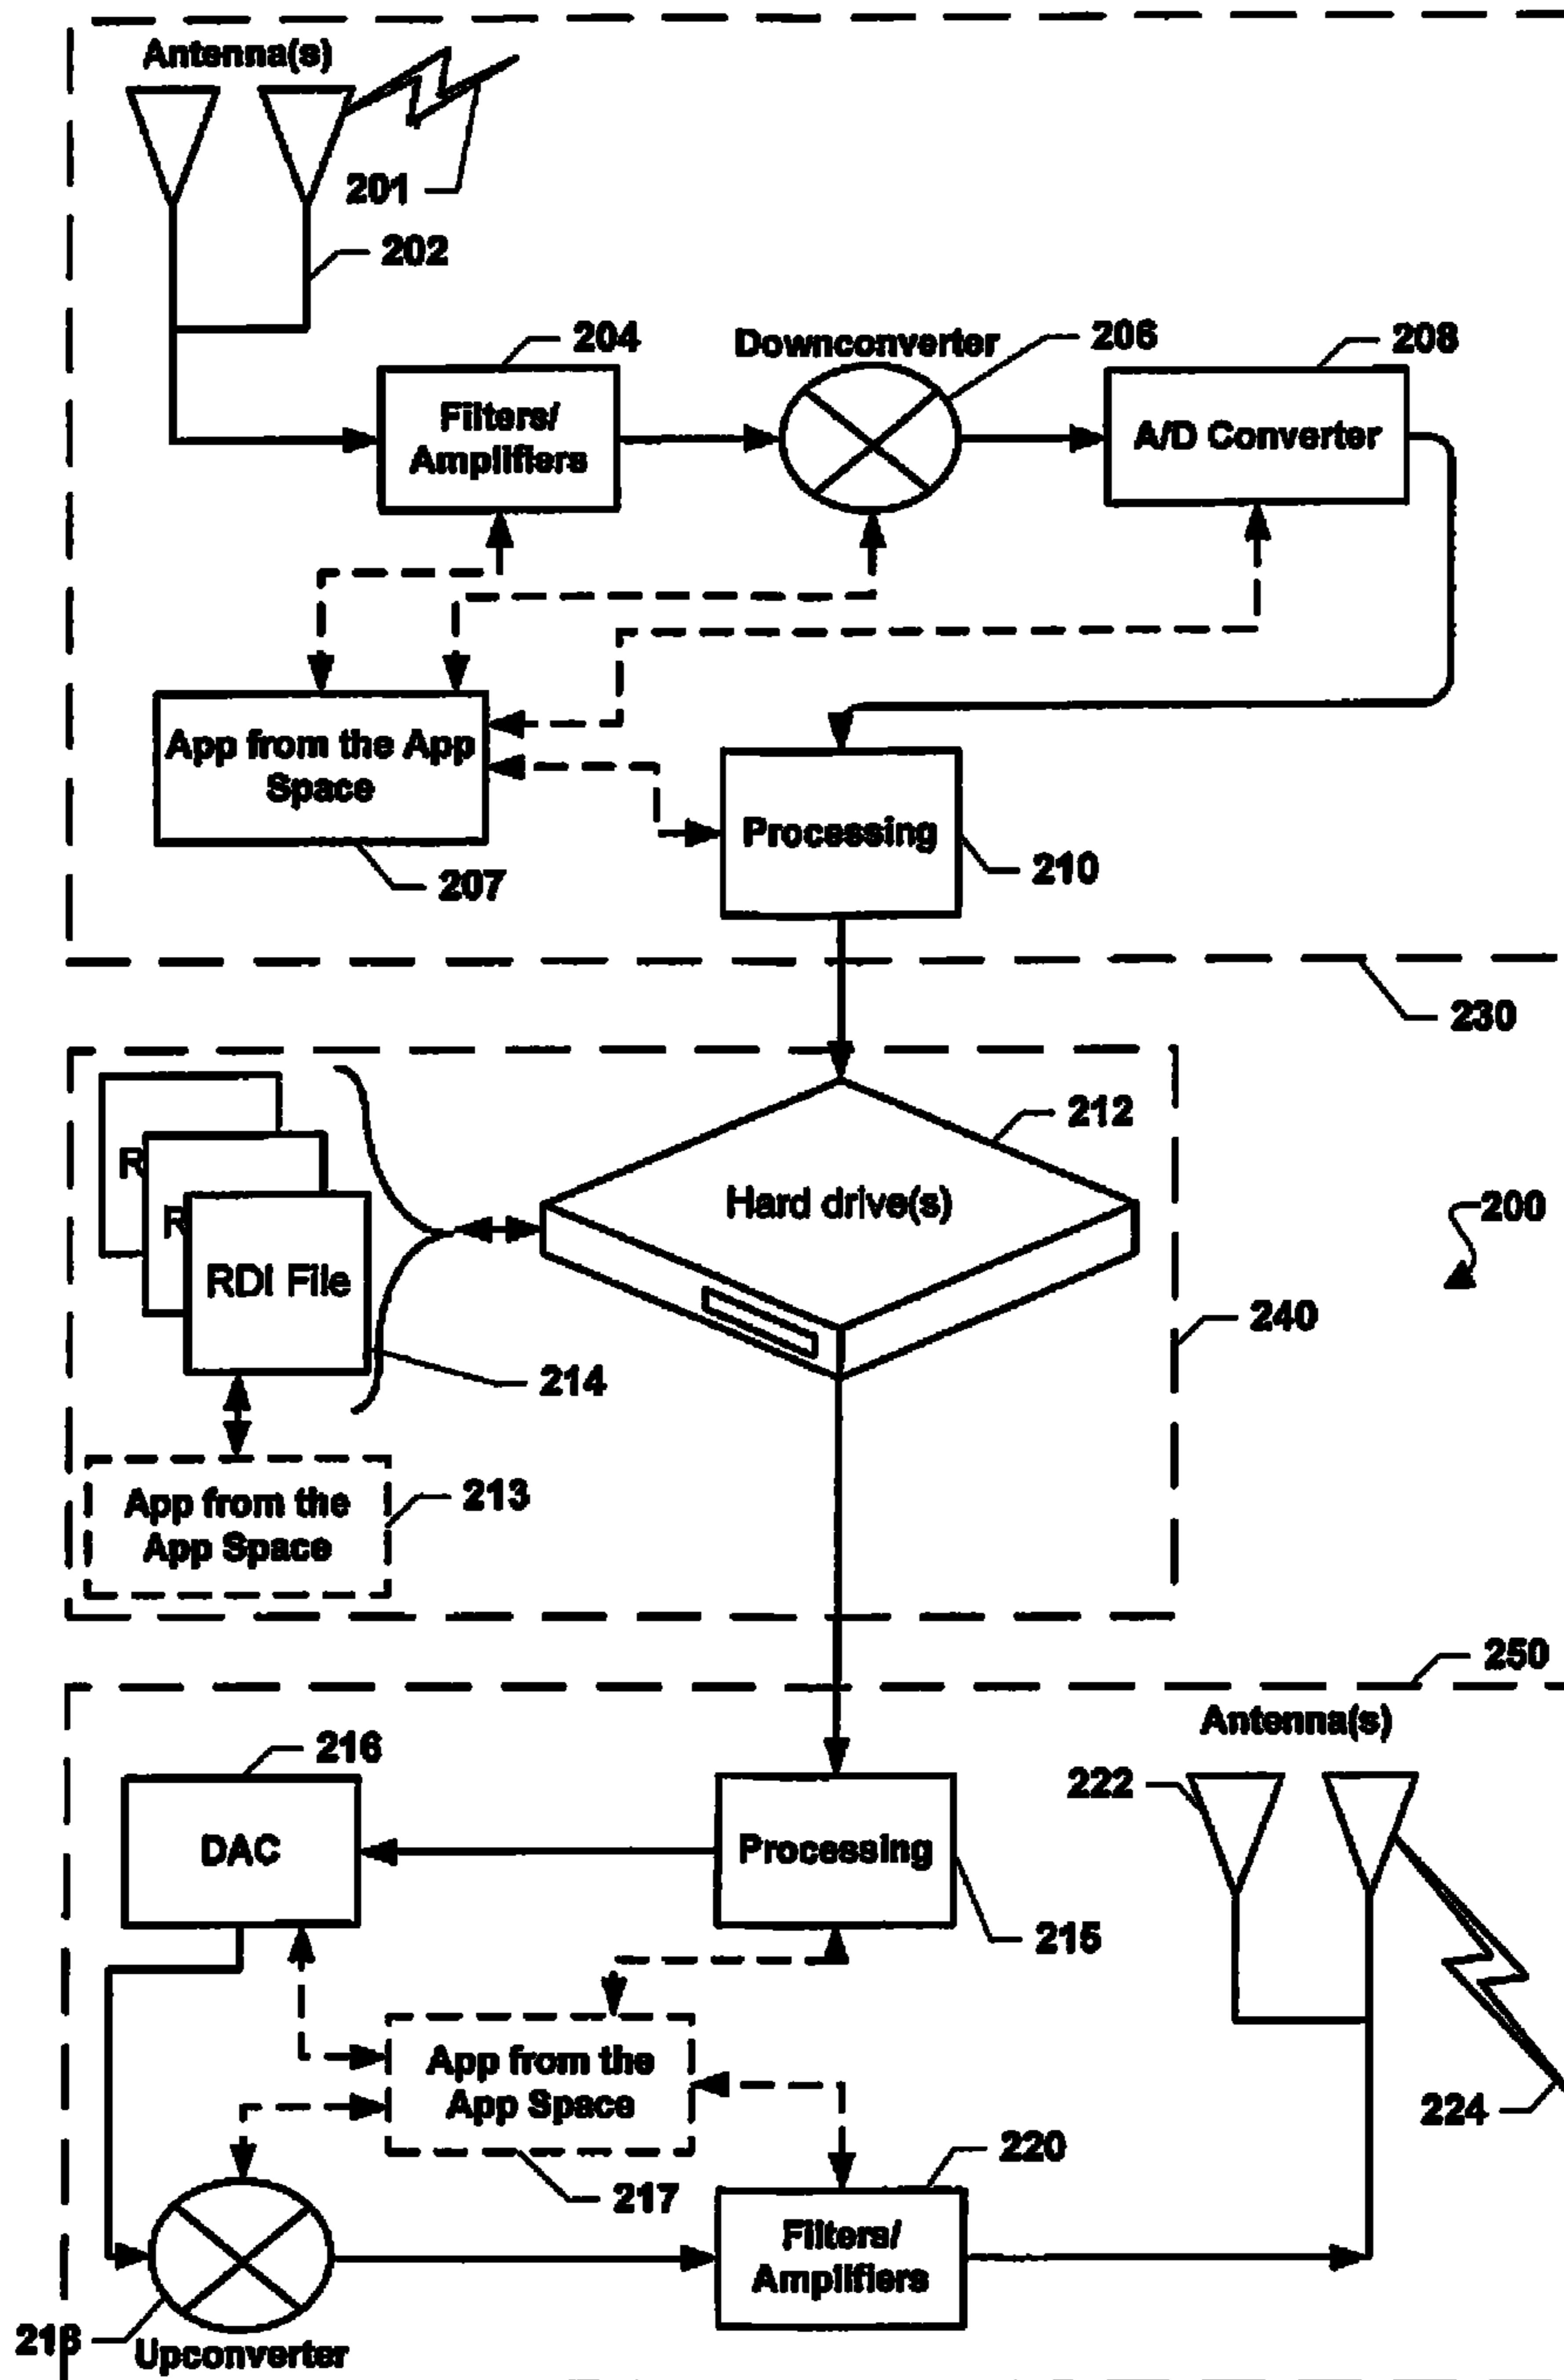 Antenna(s)
201
202
204
Downconverter
206
208
Filters/
Amplifiers
A/D Converter
App from the App
Space
Processing
207
210
230
212
R
Hard drive(s)
R
200
RDI File
240
214
213
App from the
App Space
250
Antenna(s)
216
222
DAC
Processing
215
App from the
App Space
224
220
217
Filters/
Amplifiers
218
Upconverter